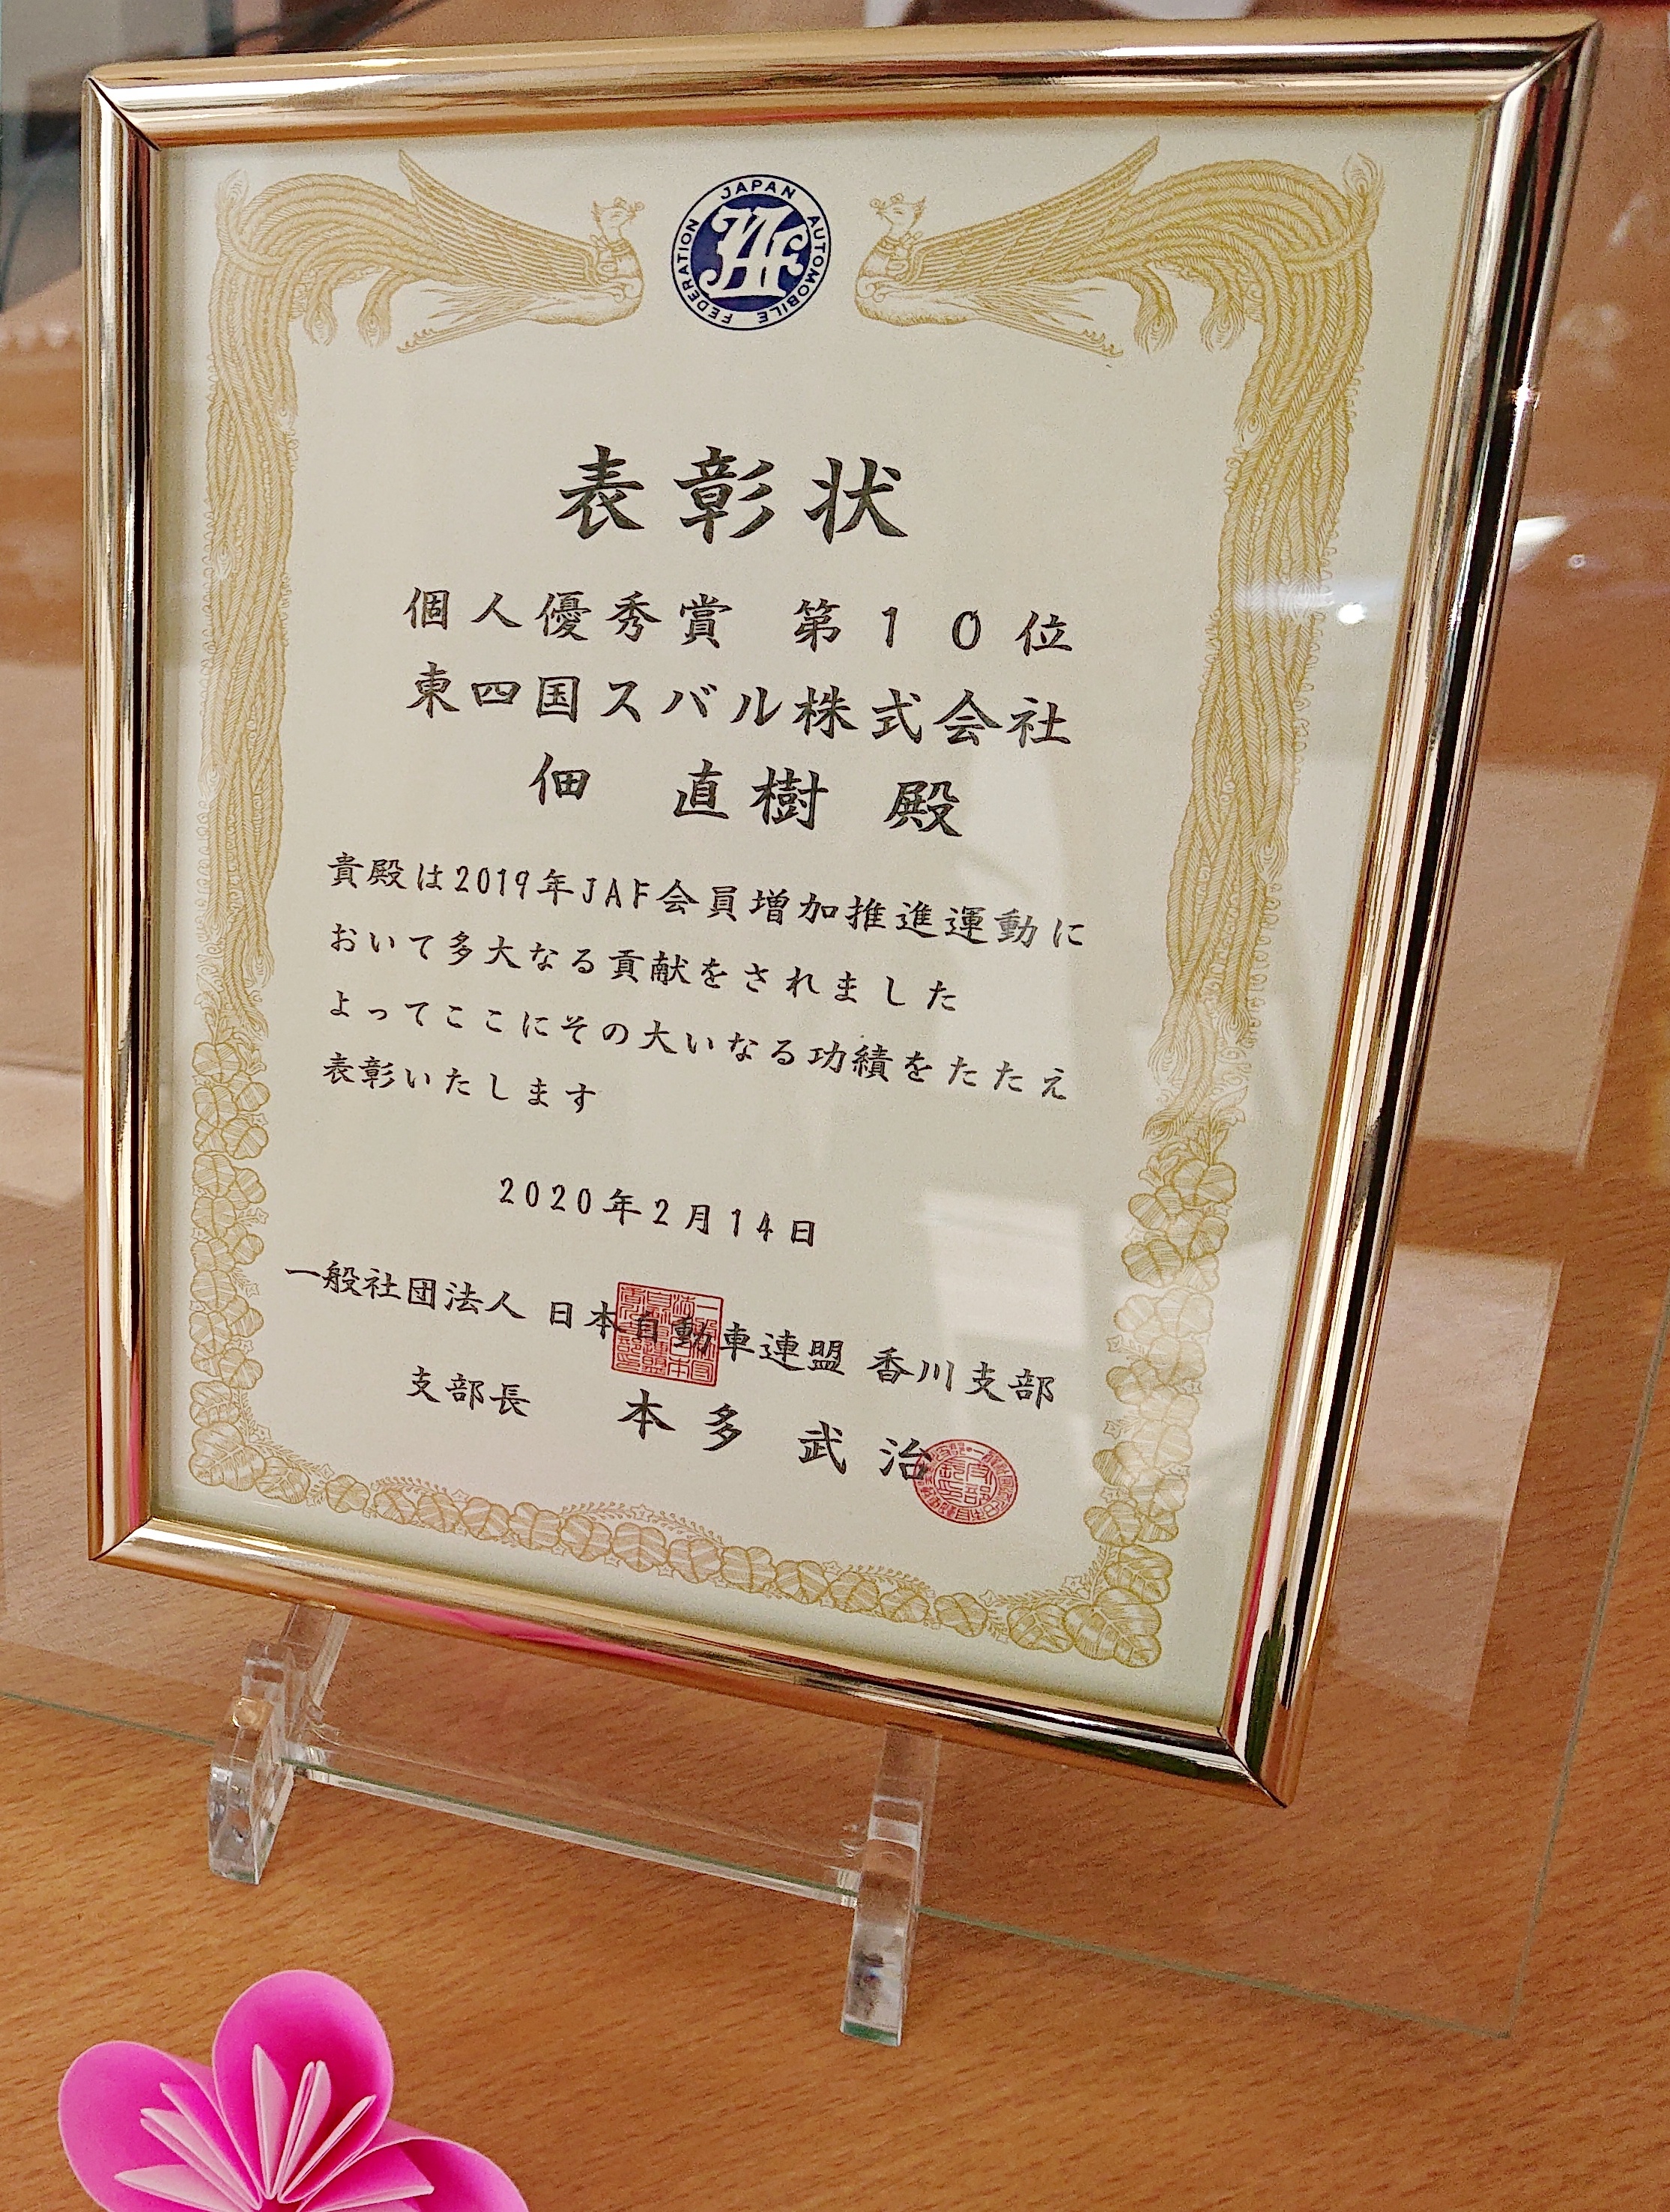 JAPAN AUTOMOBILE FEDERATION
JAF
表彰状
個人優秀賞 第10位
東四国スバル株式会社
佃 直樹 殿
貴殿は2019年JAF会員増加推進運動に
おいて多大なる貢献をされました
よってここにその大いなる功績をたたえ
表彰いたします
2020年2月14日
一般社団法人 日本自動車連盟 香川支部
支部長 本多 武治